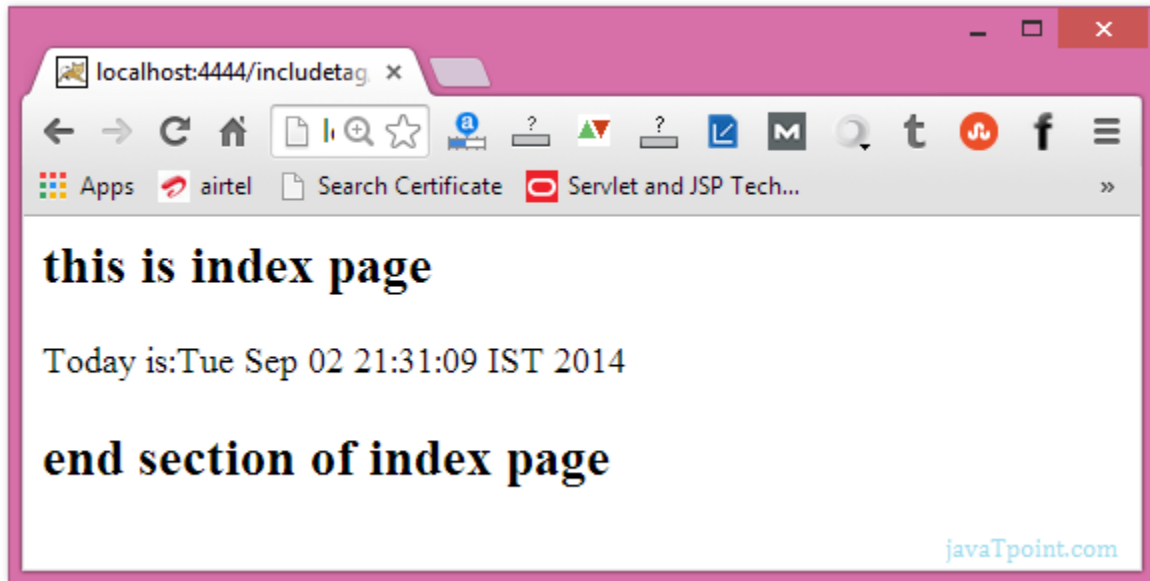 localhost:4444/includetag
Apps airtel Search Certificate Servlet and JSP Tech... »
this is index page
Today is:Tue Sep 02 21:31:09 IST 2014
end section of index page
javaTpoint.com